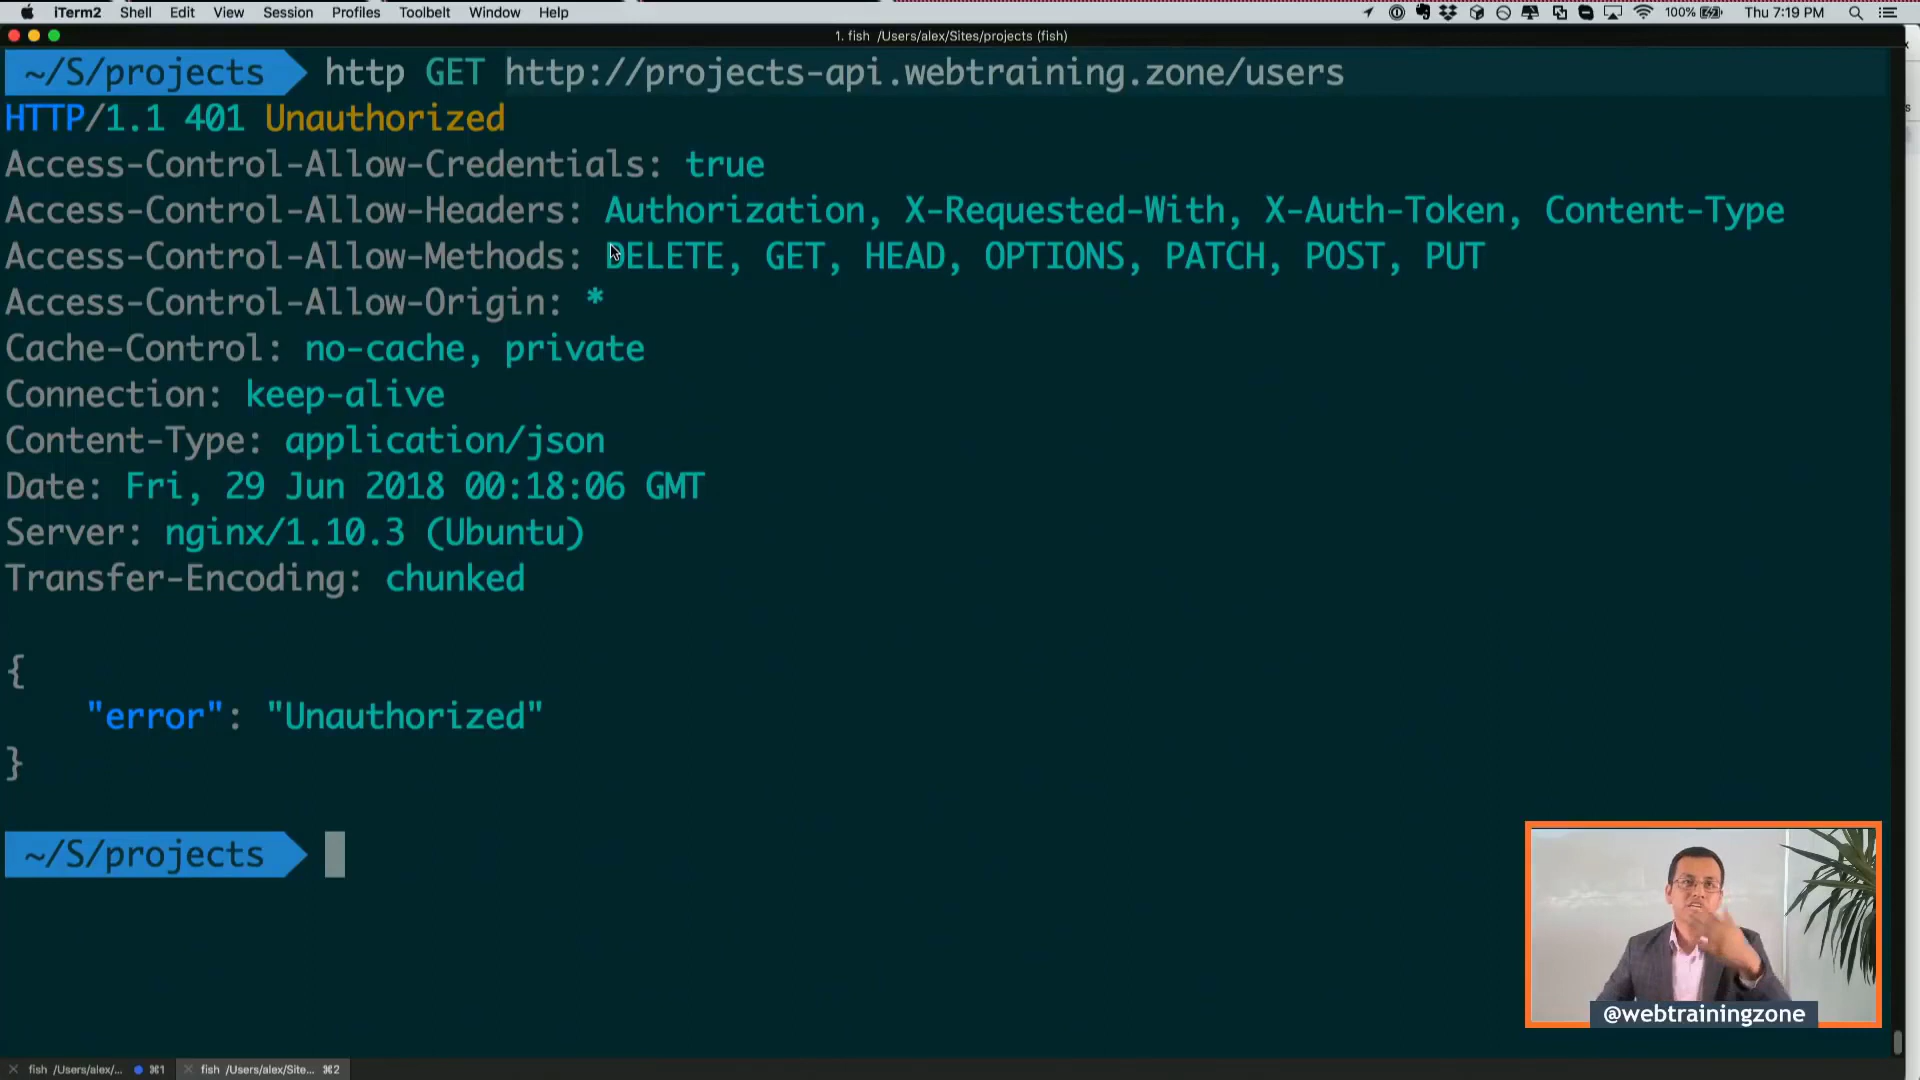 iTerm2 Shell Edit View Session Profiles Toolbelt Window Help 100% Thu 7:19 PM
1. fish /Users/alex/Sites/projects (fish)
~/S/projects http GET http://projects-api.webtraining.zone/users
HTTP/1.1 401 Unauthorized
Access-Control-Allow-Credentials: true
Access-Control-Allow-Headers: Authorization, X-Requested-With, X-Auth-Token, Content-Type
Access-Control-Allow-Methods: DELETE, GET, HEAD, OPTIONS, PATCH, POST, PUT
Access-Control-Allow-Origin: *
Cache-Control: no-cache, private
Connection: keep-alive
Content-Type: application/json
Date: Fri, 29 Jun 2018 00:18:06 GMT
Server: nginx/1.10.3 (Ubuntu)
Transfer-Encoding: chunked
{
"error": "Unauthorized"
}
~/S/projects
@webtrainingzone
fish /Users/alex/... ⌘1 fish /Users/alex/Site... ⌘2